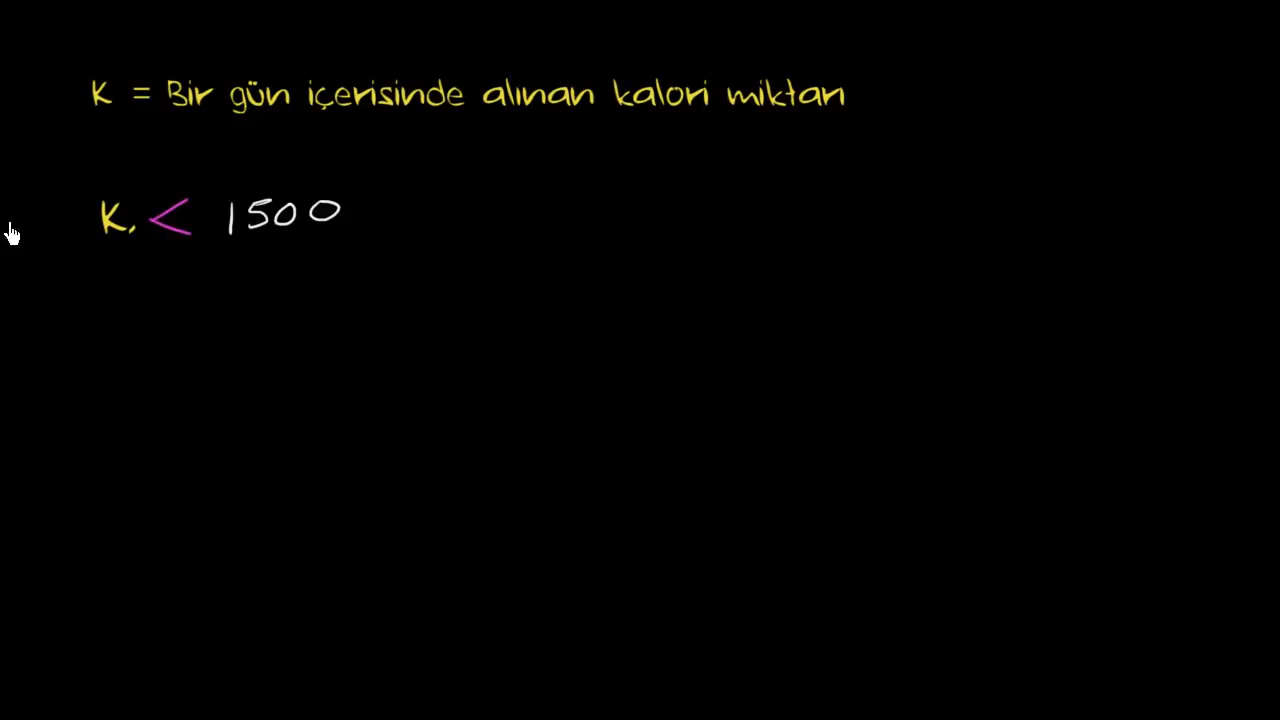 K = Bir gün içerisinde alınan kalori miktarı
K. < 1500